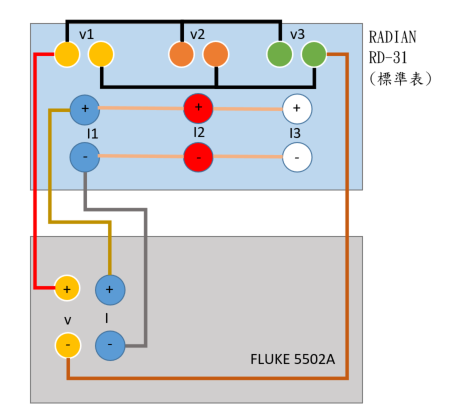 v1 v2 v3
RADIAN
RD-31
(標準表)
+ + +
I1 I2 I3
- - -
+ +
v I
- -
FLUKE 5502A